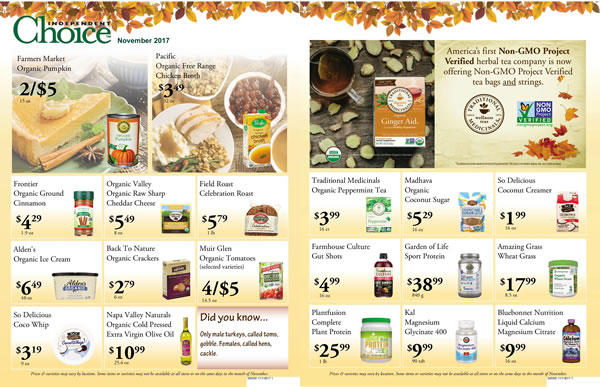 INDEPENDENT
Choice
November 2017
Farmers Market
Organic Pumpkin
2/$5
15 oz
Pacific
Organic Free Range
Chicken Broth
$3.49
32 oz
Frontier
Organic Ground
Cinnamon
$4.29
1.9 oz
Organic Valley
Organic Raw Sharp
Cheddar Cheese
$5.49
8 oz
Field Roast
Celebration Roast
$5.79
1 lb
Alden's
Organic Ice Cream
$6.49
48 oz
Back To Nature
Organic Crackers
$2.79
6 oz
Muir Glen
Organic Tomatoes
(selected varieties)
4/$5
14.5 oz
So Delicious
Coco Whip
$3.19
9 oz
Napa Valley Naturals
Organic Cold Pressed
Extra Virgin Olive Oil
$10.99
25.4 oz
Did you know...
Only male turkeys, called toms,
gobble. Females, called hens,
cackle.
Prices & varieties may vary by location. Some items or varieties may not be available at all stores or on the same days in the month of November.
America's first Non-GMO Project
Verified herbal tea company is now
offering Non-GMO Project Verified
tea bags and strings.
TRADITIONAL
MEDICINALS
wellness
teas
NON
GMO
Project
VERIFIED
nongmoproject.org
Ginger Aid
USDA
ORGANIC
Traditional Medicinals
Organic Peppermint Tea
$3.99
16 ct
Madhava
Organic
Coconut Sugar
$5.29
16 oz
So Delicious
Coconut Creamer
$1.99
16 oz
Farmhouse Culture
Gut Shots
$4.99
16 oz
Garden of Life
Sport Protein
$38.99
840 g
Amazing Grass
Wheat Grass
$17.99
8.5 oz
Plantfusion
Complete
Plant Protein
$25.99
1 lb
Kal
Magnesium
Glycinate 400
$9.99
90 tab
Bluebonnet Nutrition
Liquid Calcium
Magnesium Citrate
$9.99
16 oz
Prices & varieties may vary by location. Some items or varieties may not be available at all stores or on the same days in the month of November.